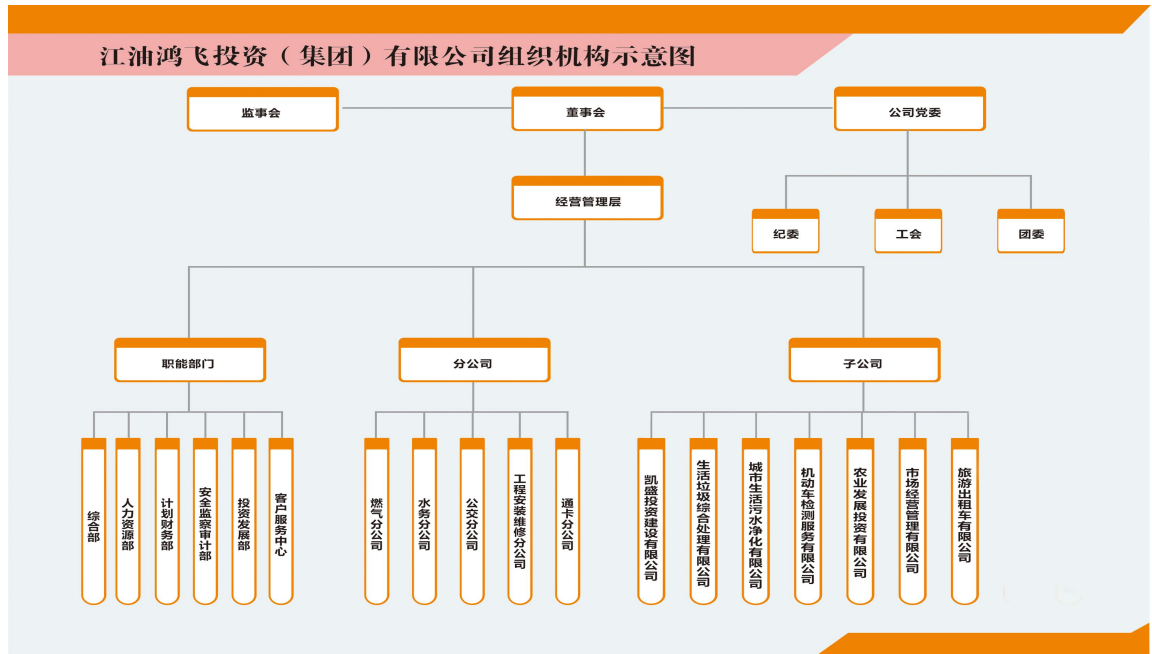 江油鸿飞投资（集团）有限公司组织机构示意图
监事会
董事会
公司党委
经营管理层
纪委
工会
团委
职能部门
分公司
子公司
综合部
人力资源部
计划财务部
安全监察审计部
投资发展部
客户服务中心
燃气分公司
水务分公司
公交分公司
工程安装维修分公司
通卡分公司
凯盛投资建设有限公司
生活垃圾综合处理有限公司
城市生活污水净化有限公司
机动车检测服务有限公司
农业发展投资有限公司
市场经营管理有限公司
旅游出租车有限公司